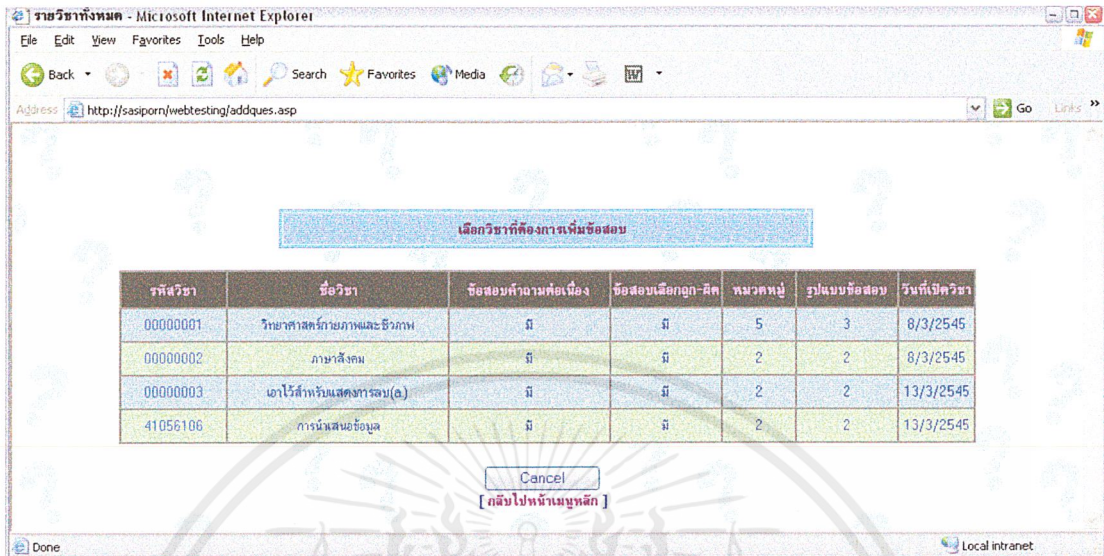 รายวิชาทั้งหมด - Microsoft Internet Explorer
File Edit View Favorites Tools Help
Back Search Favorites Media
Address http://sasiporn/webtesting/addques.asp Go Links »
เลือกวิชาที่ต้องการเพิ่มข้อสอบ
รหัสวิชา ชื่อวิชา ข้อสอบคำถามต่อเนื่อง ข้อสอบเลือกถูก-ผิด หมวดหมู่ รูปแบบข้อสอบ วันที่เปิดวิชา
00000001 วิทยาศาสตร์กายภาพและชีวภาพ มี มี 5 3 8/3/2545
00000002 ภาษาสังคม มี มี 2 2 8/3/2545
00000003 เอาไว้สำหรับแสดงการลบ(อ.) มี มี 2 2 13/3/2545
41056106 การนำเสนอข้อมูล มี มี 2 2 13/3/2545
Cancel
[ กลับไปหน้าเมนูหลัก ]
Done Local intranet